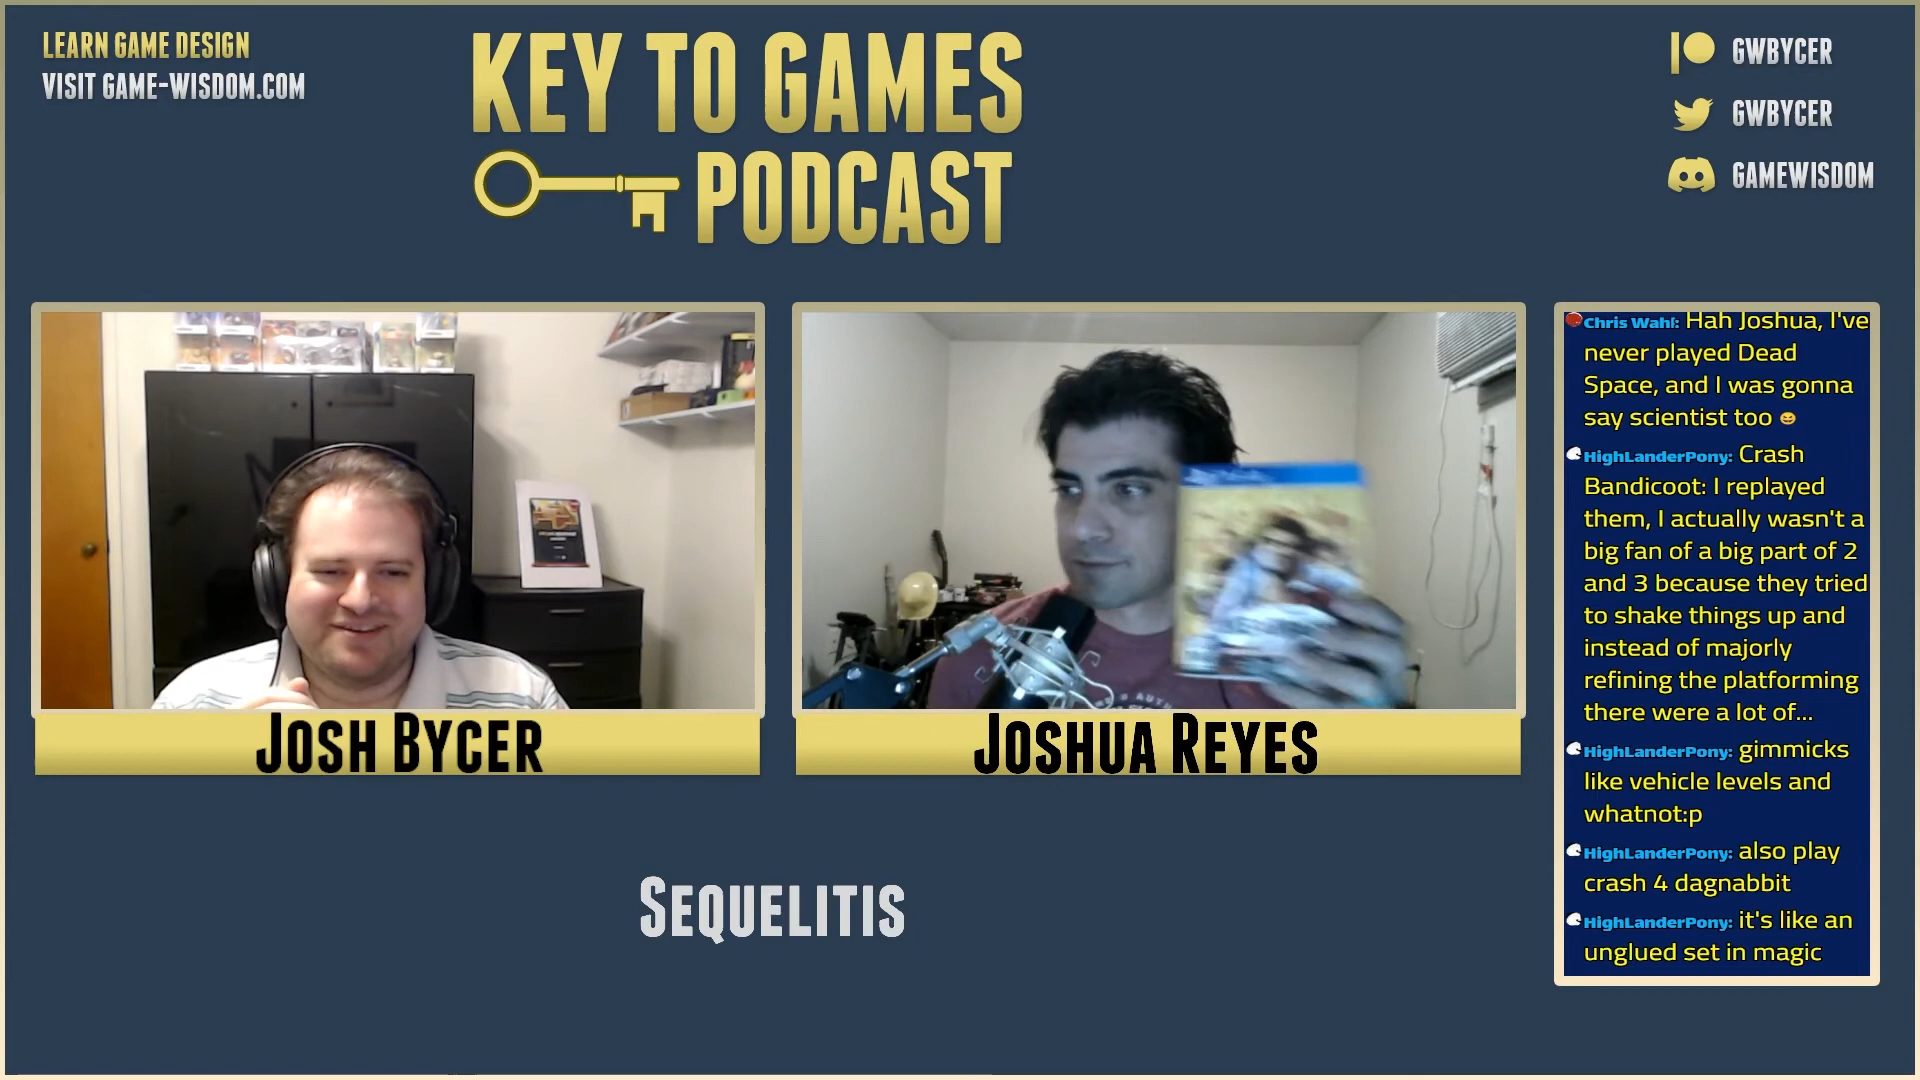 LEARN GAME DESIGN
VISIT GAME-WISDOM.COM
KEY TO GAMES
PODCAST
GWBYCER
GWBYCER
GAMEWISDOM
JOSH BYCER
JOSHUA REYES
SEQUELITIS
Chris Wahl: Hah Joshua, I've
never played Dead
Space, and I was gonna
say scientist too 😆
HighLanderPony: Crash
Bandicoot: I replayed
them, I actually wasn't a
big fan of a big part of 2
and 3 because they tried
to shake things up and
instead of majorly
refining the platforming
there were a lot of...
HighLanderPony: gimmicks
like vehicle levels and
whatnot:p
HighLanderPony: also play
crash 4 dagnabbit
HighLanderPony: it's like an
unglued set in magic